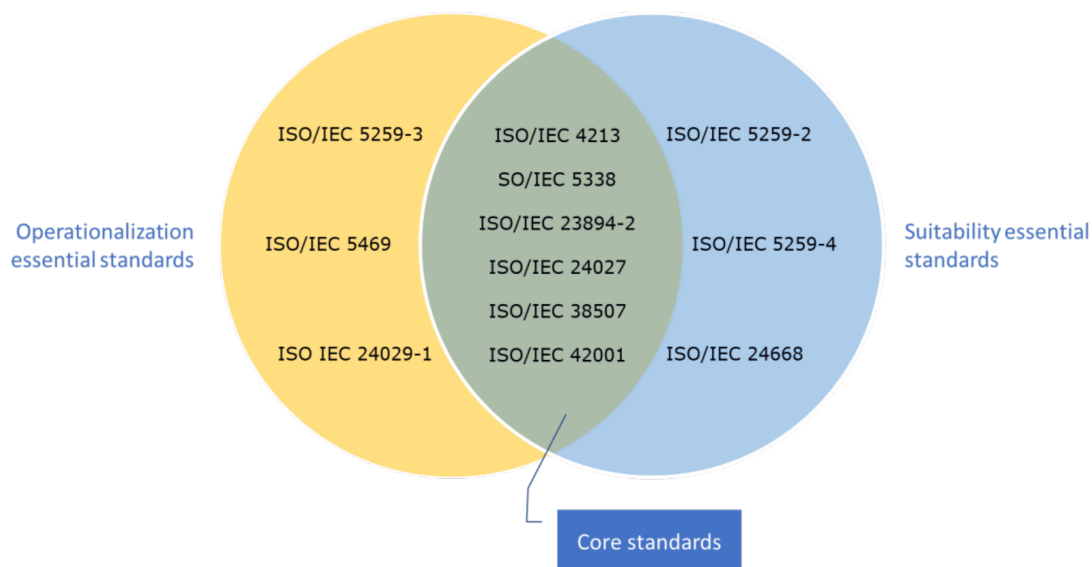 ISO/IEC 5259-3
ISO/IEC 4213
ISO/IEC 5259-2
SO/IEC 5338
ISO/IEC 23894-2
Operationalization
essential standards
ISO/IEC 5469
ISO/IEC 5259-4
Suitability essential
standards
ISO/IEC 24027
ISO/IEC 38507
ISO IEC 24029-1
ISO/IEC 42001
ISO/IEC 24668
Core standards